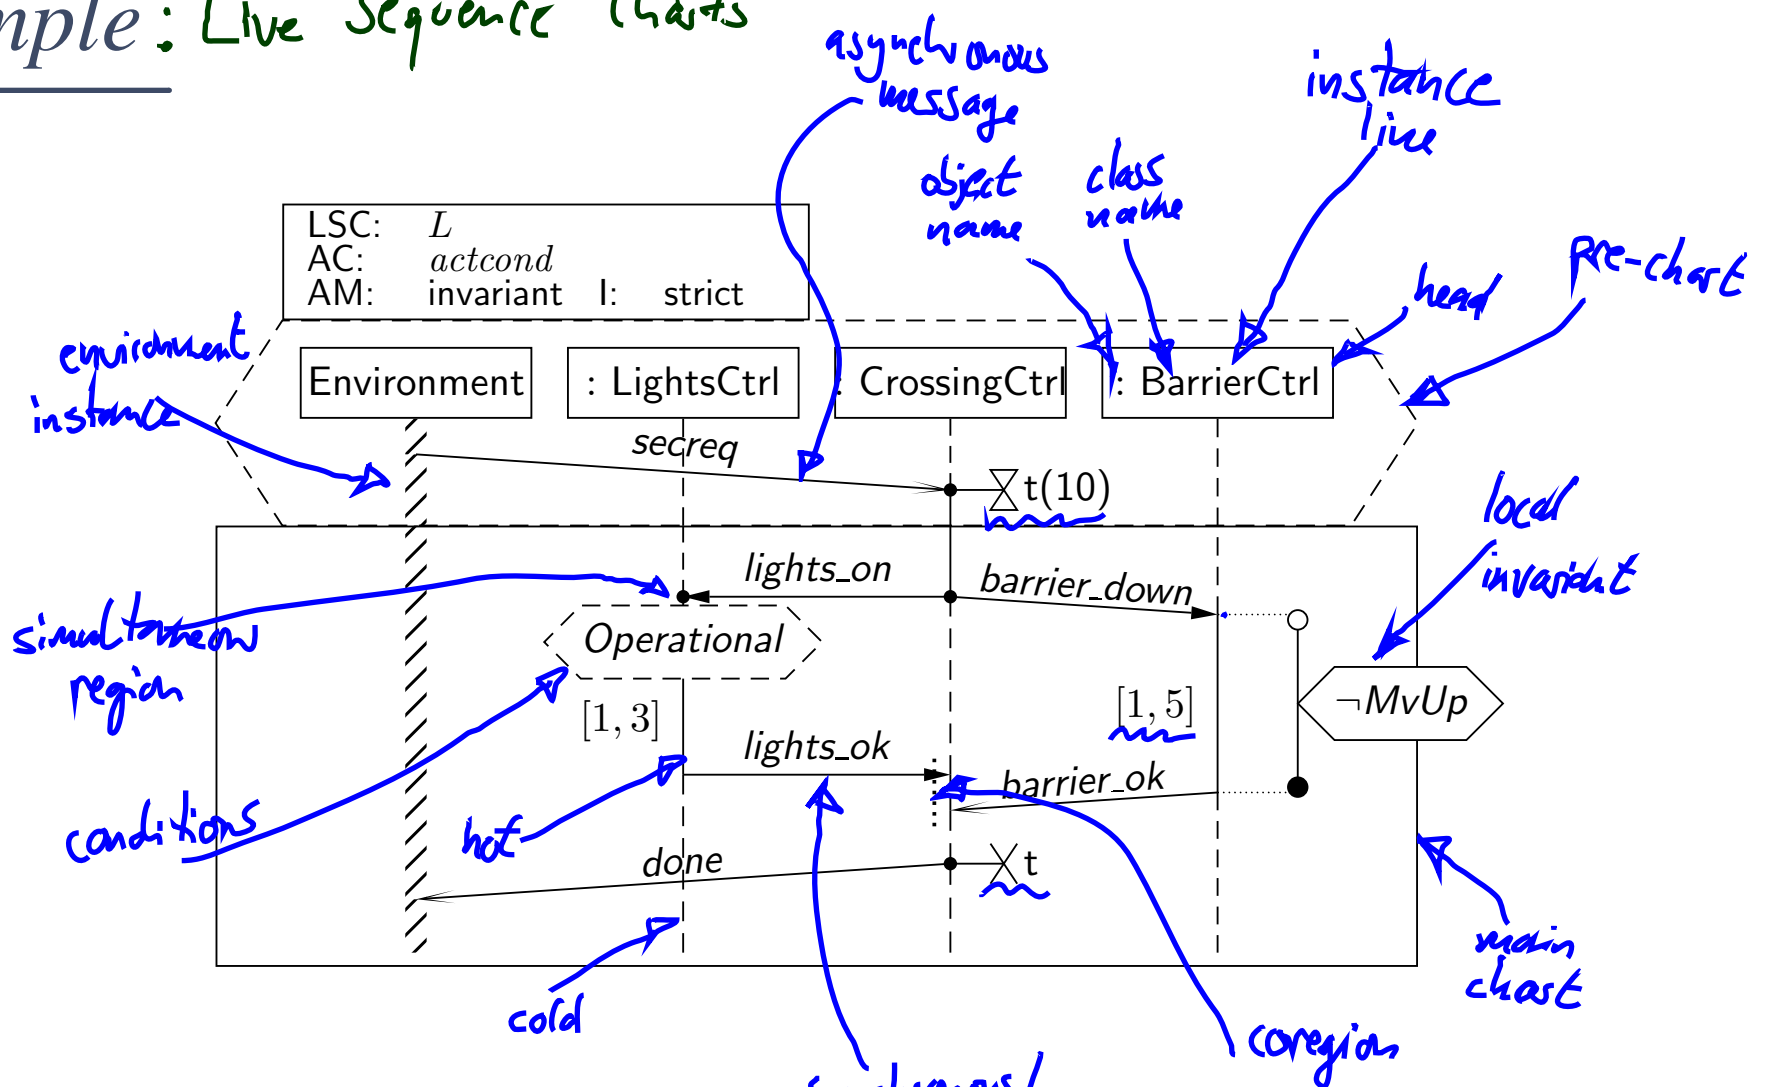 mple : Live Sequence Charts
asynchronous
message
instance
line
object
name
class
name
LSC: L
AC: actcond
AM: invariant I: strict
Pre-chart
head
environment
instance
Environment
: LightsCtrl
: CrossingCtrl
: BarrierCtrl
secreq
t(10)
local
invariant
lights_on
barrier_down
simultaneous
region
Operational
[1, 3]
[1, 5]
¬MvUp
lights_ok
barrier_ok
conditions
hot
done
t
main
chart
cold
coregion